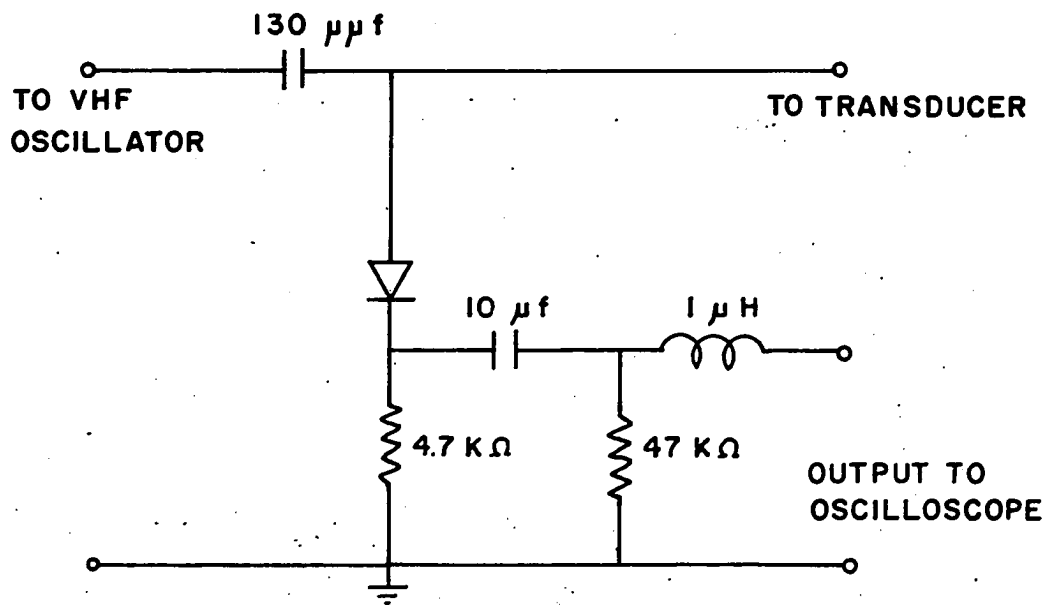 130 μμf
TO VHF
OSCILLATOR
TO TRANSDUCER
10 μf
1 μH
4.7 KΩ
47 KΩ
OUTPUT TO
OSCILLOSCOPE